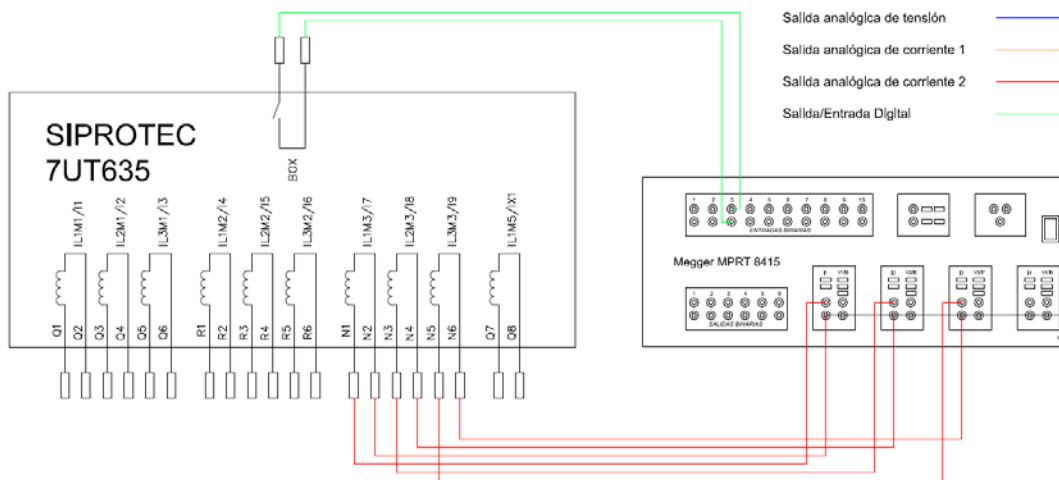 Salida analógica de tensión
Salida analógica de corriente 1
Salida analógica de corriente 2
Salida/Entrada Digital
SIPROTEC
7UT635
BOX
IL1M1/I1
IL2M1/I2
IL3M1/I3
IL1M2/I4
IL2M2/I5
IL3M2/I6
IL1M3/I7
IL2M3/I8
IL3M3/I9
IL1M5/IX1
Q1
Q2
Q3
Q4
Q5
Q6
R1
R2
R3
R4
R5
R6
N1
N2
N3
N4
N5
N6
Q7
Q8
1 2 3 4 5 6 7 8 9 10
ENTRADAS BINARIAS
Megger MPRT 8415
1 2 3 4 5 6
SALIDAS BINARIAS